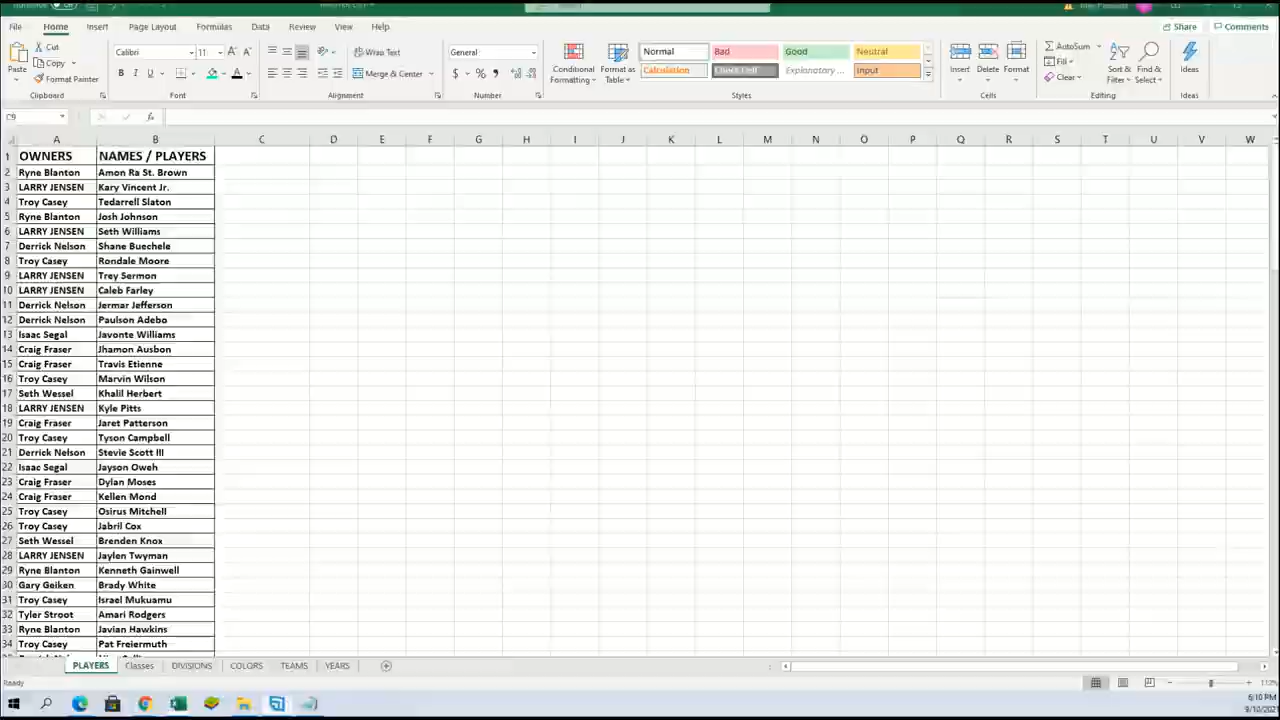 File Home Insert Page Layout Formulas Data Review View Help Share Comments
Cut
Copy
Format Painter
Paste
Calibri 11 Wrap Text General Normal Bad Good Neutral
B I U Merge & Center $ % Calculation Check Cell Explanatory ... Input
Conditional Formatting Format as Table Insert Delete Format AutoSum Fill Clear Sort & Filter Find & Select Ideas
Clipboard Font Alignment Number Styles Cells Editing Ideas
C9 fx
A B C D E F G H I J K L M N O P Q R S T U V W
1 OWNERS NAMES / PLAYERS
2 Ryne Blanton Amon Ra St. Brown
3 LARRY JENSEN Kary Vincent Jr.
4 Troy Casey Tedarrell Slaton
5 Ryne Blanton Josh Johnson
6 LARRY JENSEN Seth Williams
7 Derrick Nelson Shane Buechele
8 Troy Casey Rondale Moore
9 LARRY JENSEN Trey Sermon
10 LARRY JENSEN Caleb Farley
11 Derrick Nelson Jermar Jefferson
12 Derrick Nelson Paulson Adebo
13 Isaac Segal Javonte Williams
14 Craig Fraser Jhamon Ausbon
15 Craig Fraser Travis Etienne
16 Troy Casey Marvin Wilson
17 Seth Wessel Khalil Herbert
18 LARRY JENSEN Kyle Pitts
19 Craig Fraser Jaret Patterson
20 Troy Casey Tyson Campbell
21 Derrick Nelson Stevie Scott III
22 Isaac Segal Jayson Oweh
23 Craig Fraser Dylan Moses
24 Craig Fraser Kellen Mond
25 Troy Casey Osirus Mitchell
26 Troy Casey Jabril Cox
27 Seth Wessel Brenden Knox
28 LARRY JENSEN Jaylen Twyman
29 Ryne Blanton Kenneth Gainwell
30 Gary Geiken Brady White
31 Troy Casey Israel Mukuamu
32 Tyler Stroot Amari Rodgers
33 Ryne Blanton Javian Hawkins
34 Troy Casey Pat Freiermuth
PLAYERS Classes DIVISIONS COLORS TEAMS YEARS
Ready
6:10 PM
9/10/2021